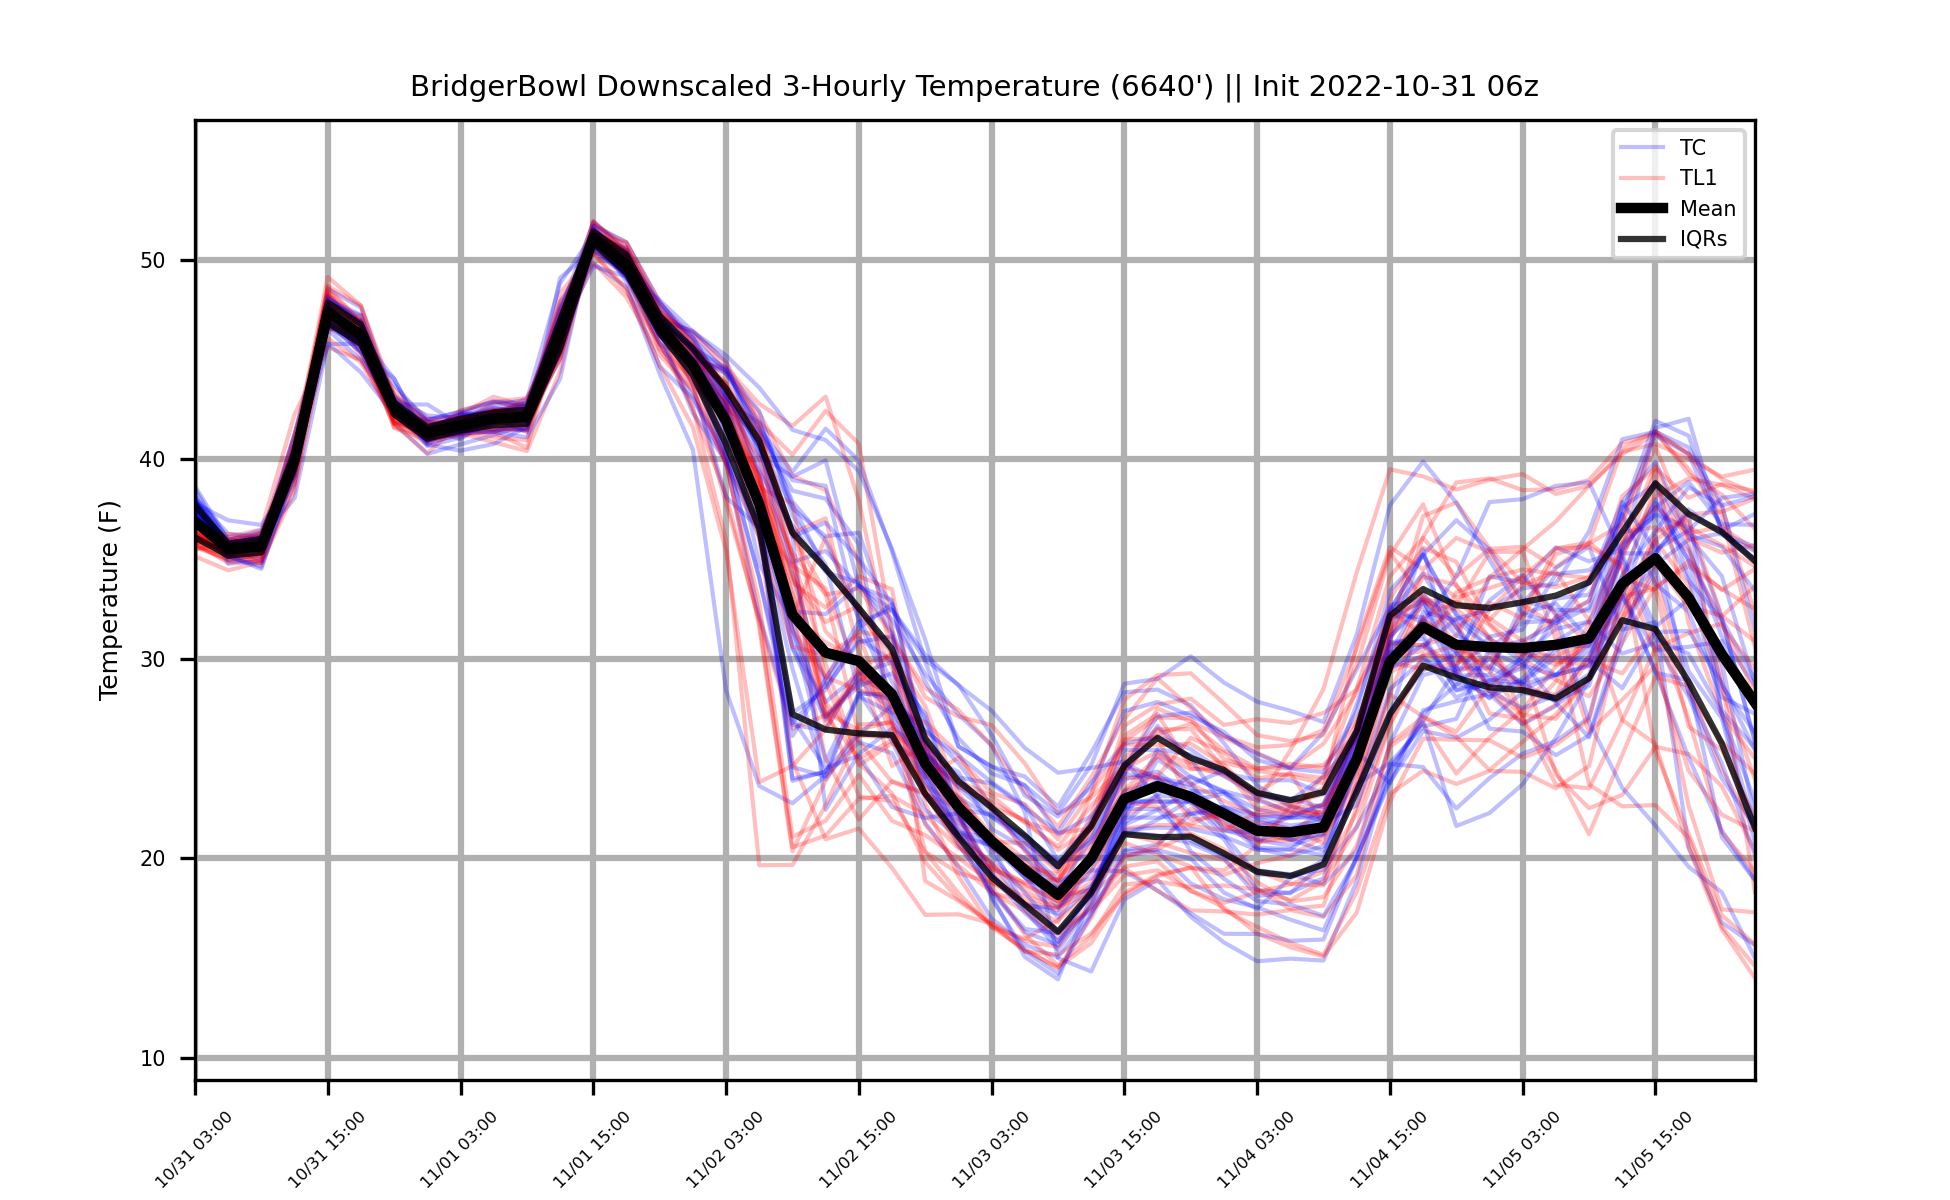 BridgerBowl Downscaled 3-Hourly Temperature (6640') || Init 2022-10-31 06z
TC
TL1
Mean
IQRs
Temperature (F)
50
40
30
20
10
10/31 03:00
10/31 15:00
11/01 03:00
11/01 15:00
11/02 03:00
11/02 15:00
11/03 03:00
11/03 15:00
11/04 03:00
11/04 15:00
11/05 03:00
11/05 15:00